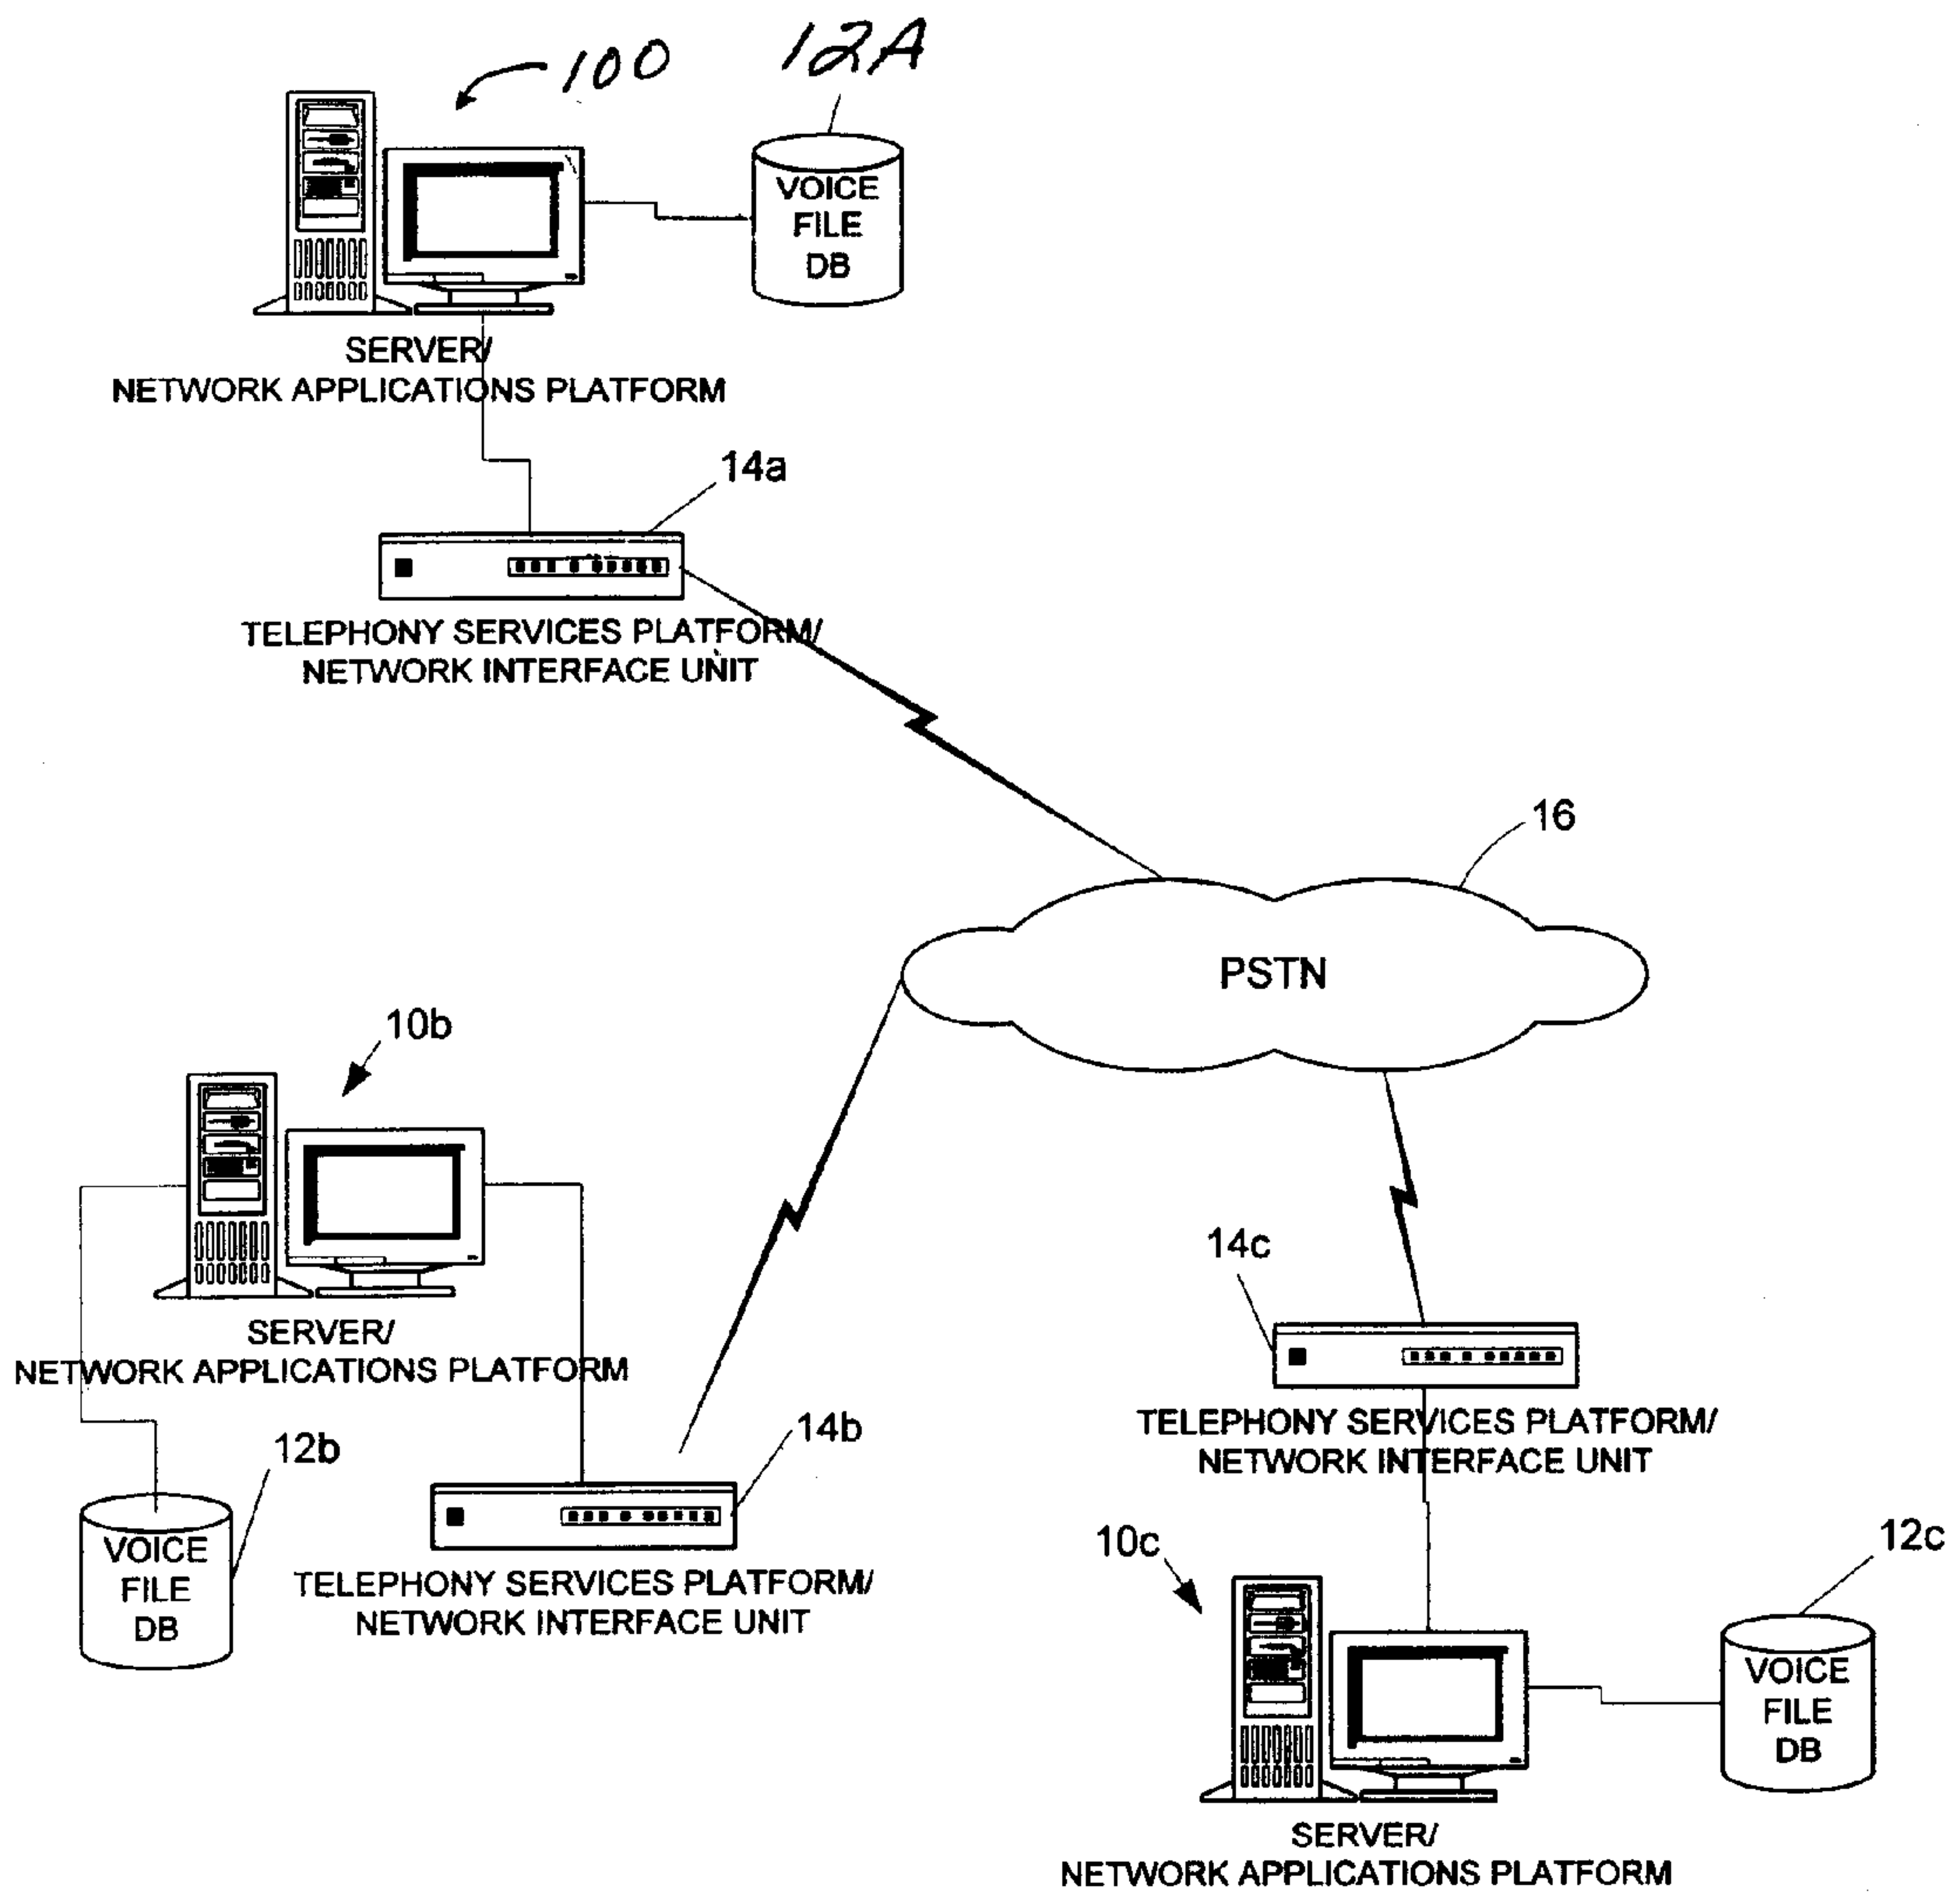 100
12A
VOICE
FILE
DB
SERVER/
NETWORK APPLICATIONS PLATFORM
14a
TELEPHONY SERVICES PLATFORM/
NETWORK INTERFACE UNIT
16
PSTN
10b
SERVER/
NETWORK APPLICATIONS PLATFORM
12b
VOICE
FILE
DB
14b
TELEPHONY SERVICES PLATFORM/
NETWORK INTERFACE UNIT
14c
TELEPHONY SERVICES PLATFORM/
NETWORK INTERFACE UNIT
10c
12c
VOICE
FILE
DB
SERVER/
NETWORK APPLICATIONS PLATFORM